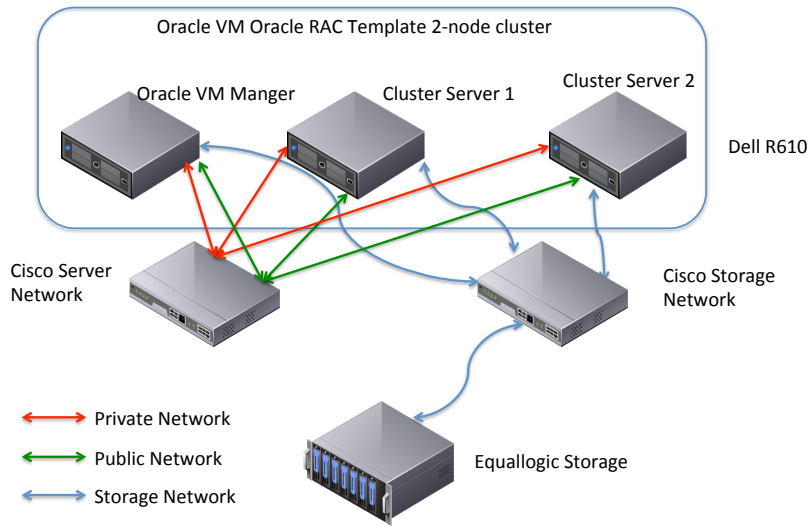 Oracle VM Oracle RAC Template 2-node cluster
Oracle VM Manger
Cluster Server 1
Cluster Server 2
Dell R610
Cisco Server
Network
Cisco Storage
Network
Private Network
Public Network
Storage Network
Equallogic Storage